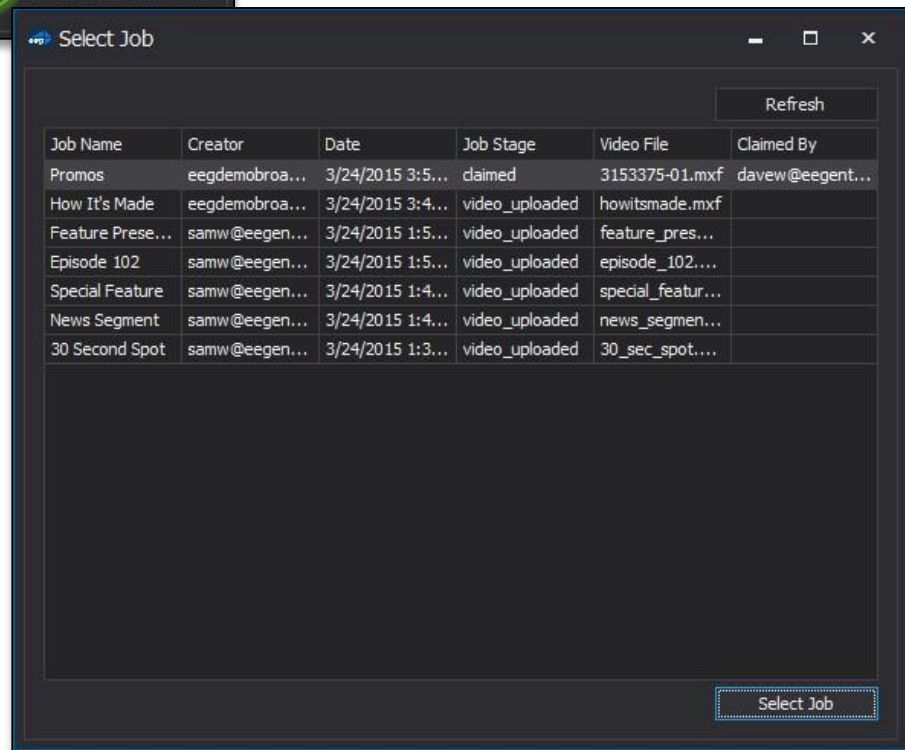 Select Job
Refresh
Job Name Creator Date Job Stage Video File Claimed By
Promos eegdemobroa... 3/24/2015 3:5... claimed 3153375-01.mxf davew@eegent...
How It's Made eegdemobroa... 3/24/2015 3:4... video_uploaded howitsmade.mxf
Feature Prese... samw@eegen... 3/24/2015 1:5... video_uploaded feature_pres...
Episode 102 samw@eegen... 3/24/2015 1:5... video_uploaded episode_102....
Special Feature samw@eegen... 3/24/2015 1:4... video_uploaded special_featur...
News Segment samw@eegen... 3/24/2015 1:4... video_uploaded news_segmen...
30 Second Spot samw@eegen... 3/24/2015 1:3... video_uploaded 30_sec_spot....
Select Job